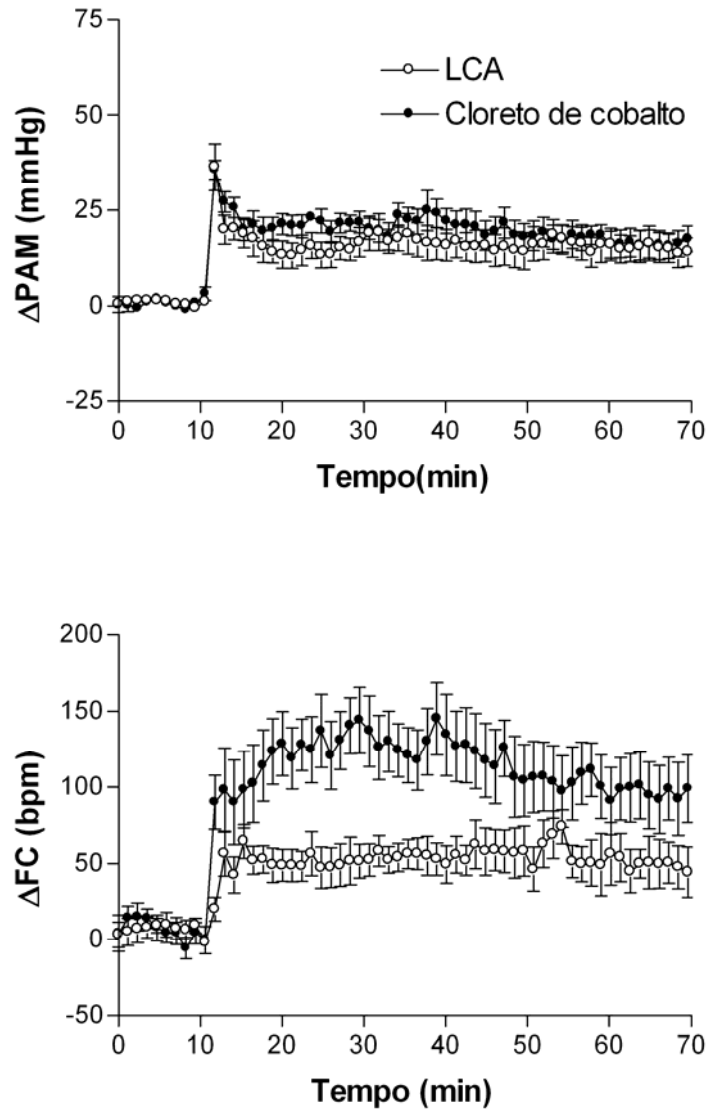 75
50
25
0
-25
ΔPAM (mmHg)
LCA
Cloreto de cobalto
0 10 20 30 40 50 60 70
Tempo(min)
200
150
100
50
0
-50
ΔFC (bpm)
0 10 20 30 40 50 60 70
Tempo (min)